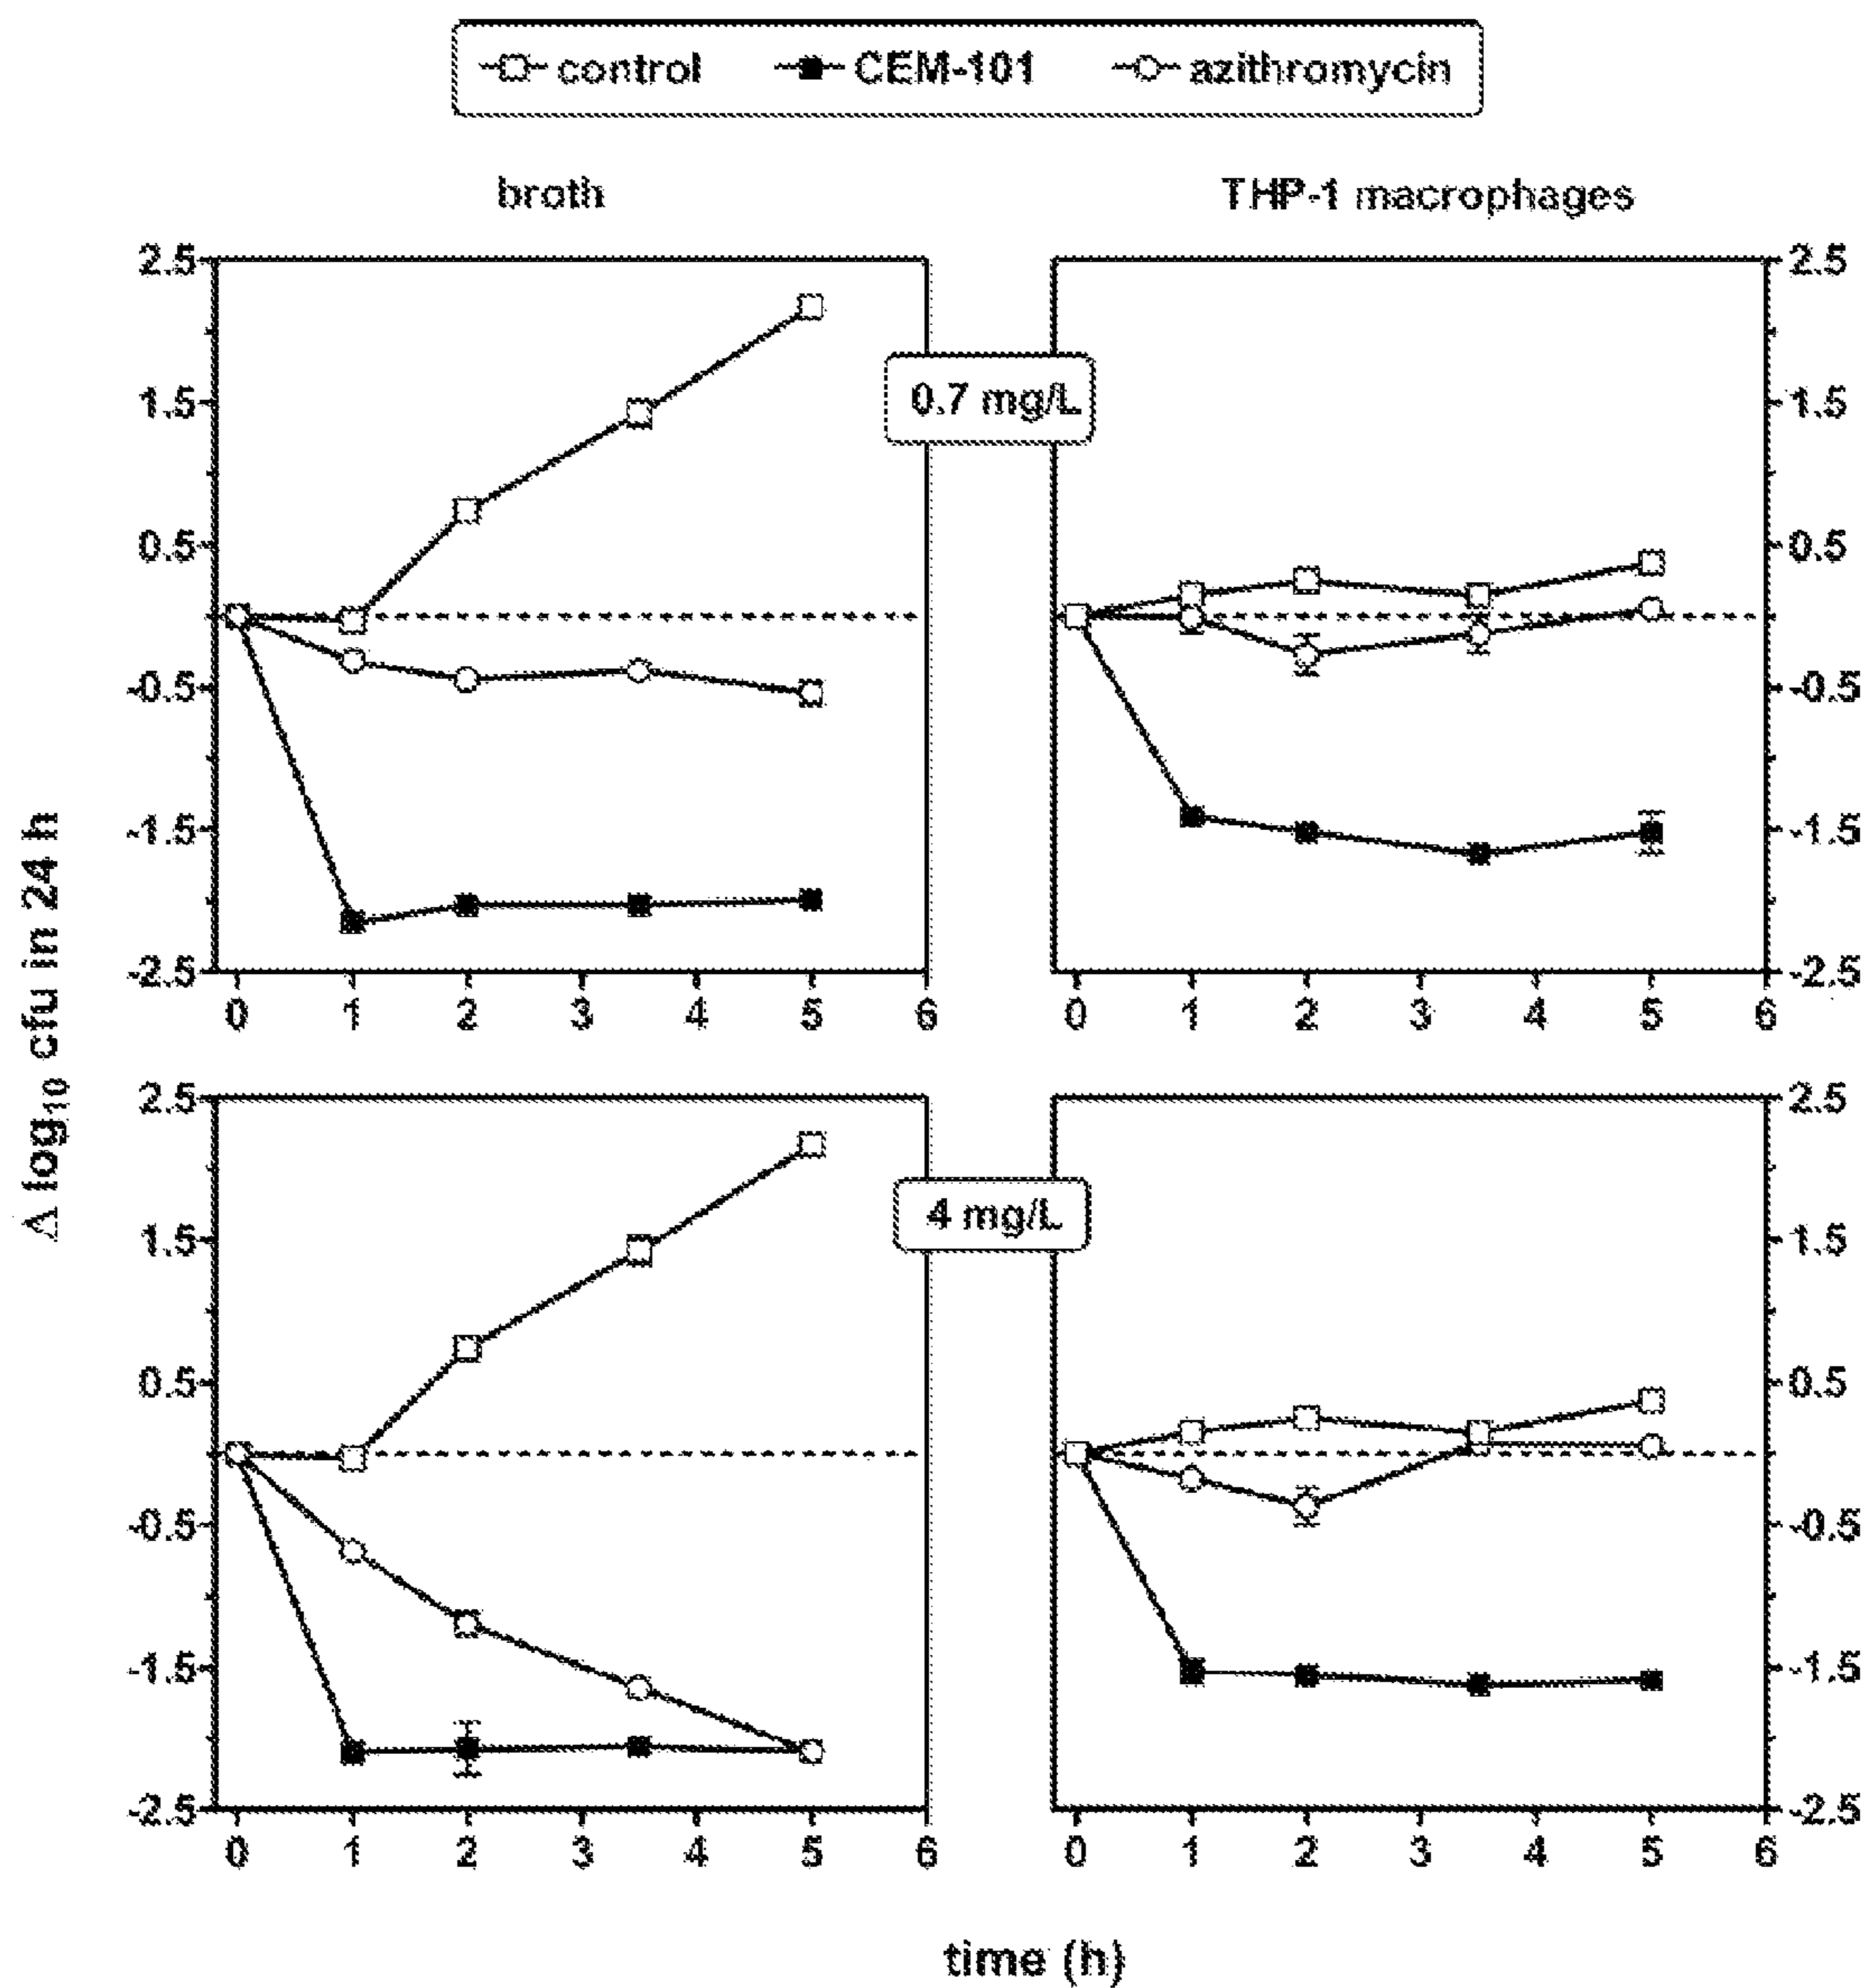 control CEM-101 azithromycin
broth THP-1 macrophages
2.5 2.5
1.5 0.7 mg/L 1.5
0.5 0.5
-0.5 -0.5
-1.5 -1.5
-2.5 -2.5
0 1 2 3 4 5 6 0 1 2 3 4 5 6
Δ log10 cfu in 24 h
2.5 2.5
1.5 4 mg/L 1.5
0.5 0.5
-0.5 -0.5
-1.5 -1.5
-2.5 -2.5
0 1 2 3 4 5 6 0 1 2 3 4 5 6
time (h)